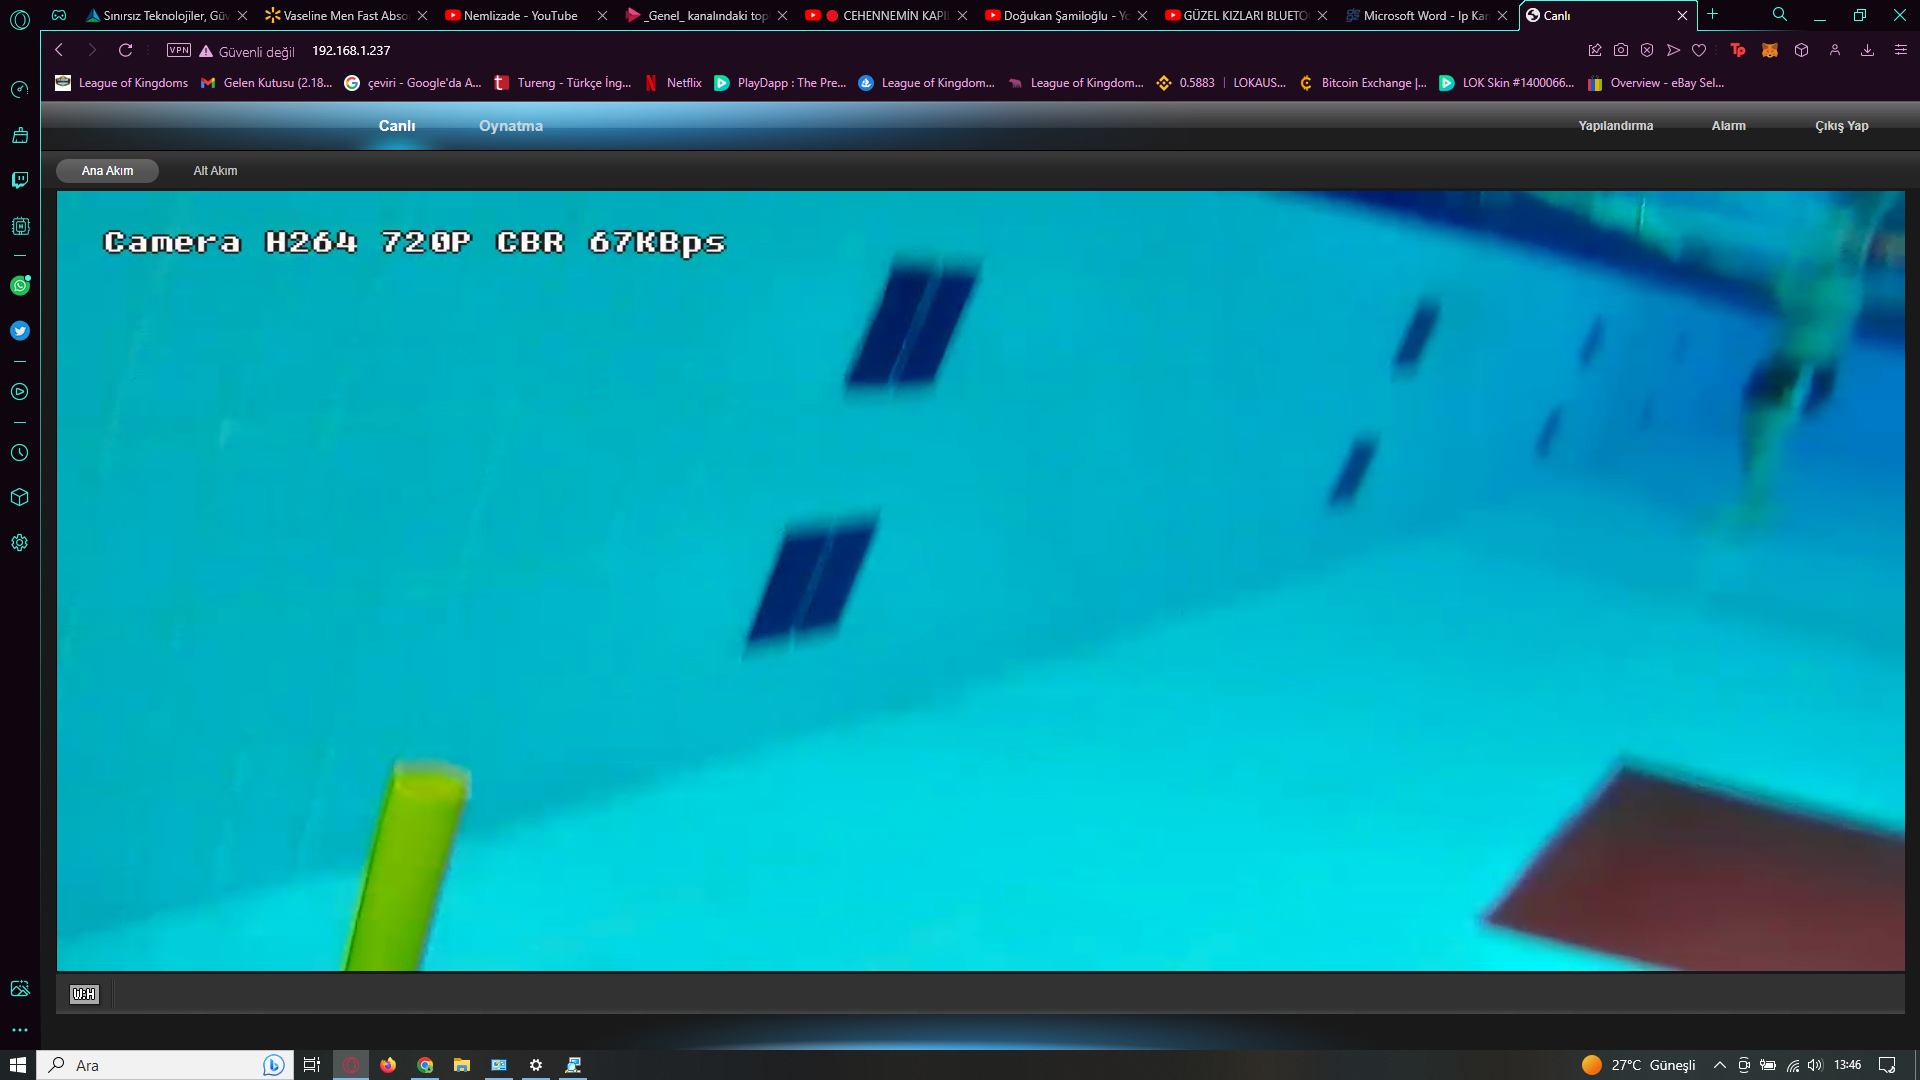 Sınırsız Teknolojiler, Güv
Vaseline Men Fast Abso
Nemlizade - YouTube
_Genel_ kanalındaki top
CEHENNEMİN KAPI
Doğukan Şamiloğlu - Yo
GÜZEL KIZLARI BLUETO
Microsoft Word - Ip Kam
Canlı
VPN
Güvenli değil
192.168.1.237
Tp
League of Kingdoms
Gelen Kutusu (2.18...
çeviri - Google'da A...
Tureng - Türkçe İng...
Netflix
PlayDapp : The Pre...
League of Kingdom...
League of Kingdom...
0.5883 | LOKAUS...
Bitcoin Exchange |...
LOK Skin #1400066...
Overview - eBay Sel...
Canlı
Oynatma
Yapılandırma
Alarm
Çıkış Yap
Ana Akım
Alt Akım
Camera H264 720P CBR 67KBps
W:H
Ara
27°C Güneşli
13:46